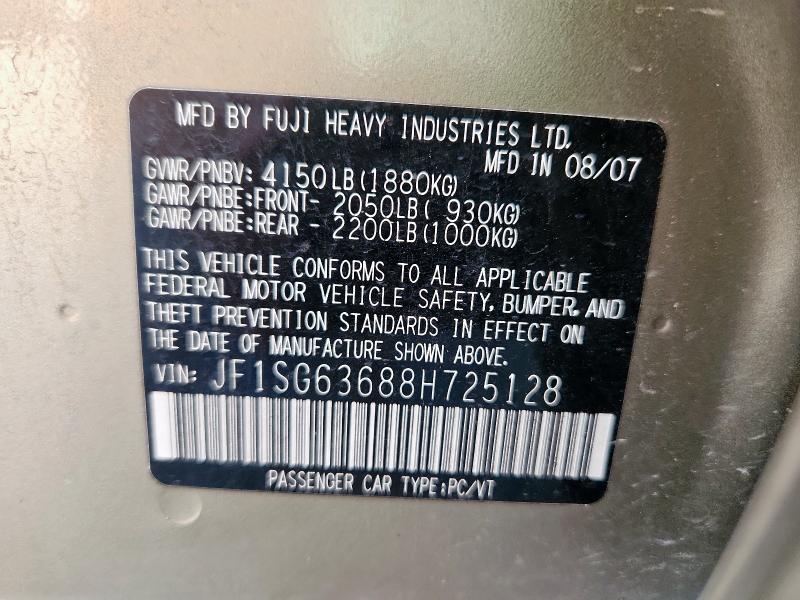 MFD BY FUJI HEAVY INDUSTRIES LTD.
MFD IN 08/07
GVWR/PNBV: 4150LB(1880KG)
GAWR/PNBE:FRONT- 2050LB( 930KG)
GAWR/PNBE:REAR - 2200LB(1000KG)
THIS VEHICLE CONFORMS TO ALL APPLICABLE
FEDERAL MOTOR VEHICLE SAFETY, BUMPER, AND
THEFT PREVENTION STANDARDS IN EFFECT ON
THE DATE OF MANUFACTURE SHOWN ABOVE.
VIN: JF1SG63688H725128
PASSENGER CAR TYPE:PC/VT